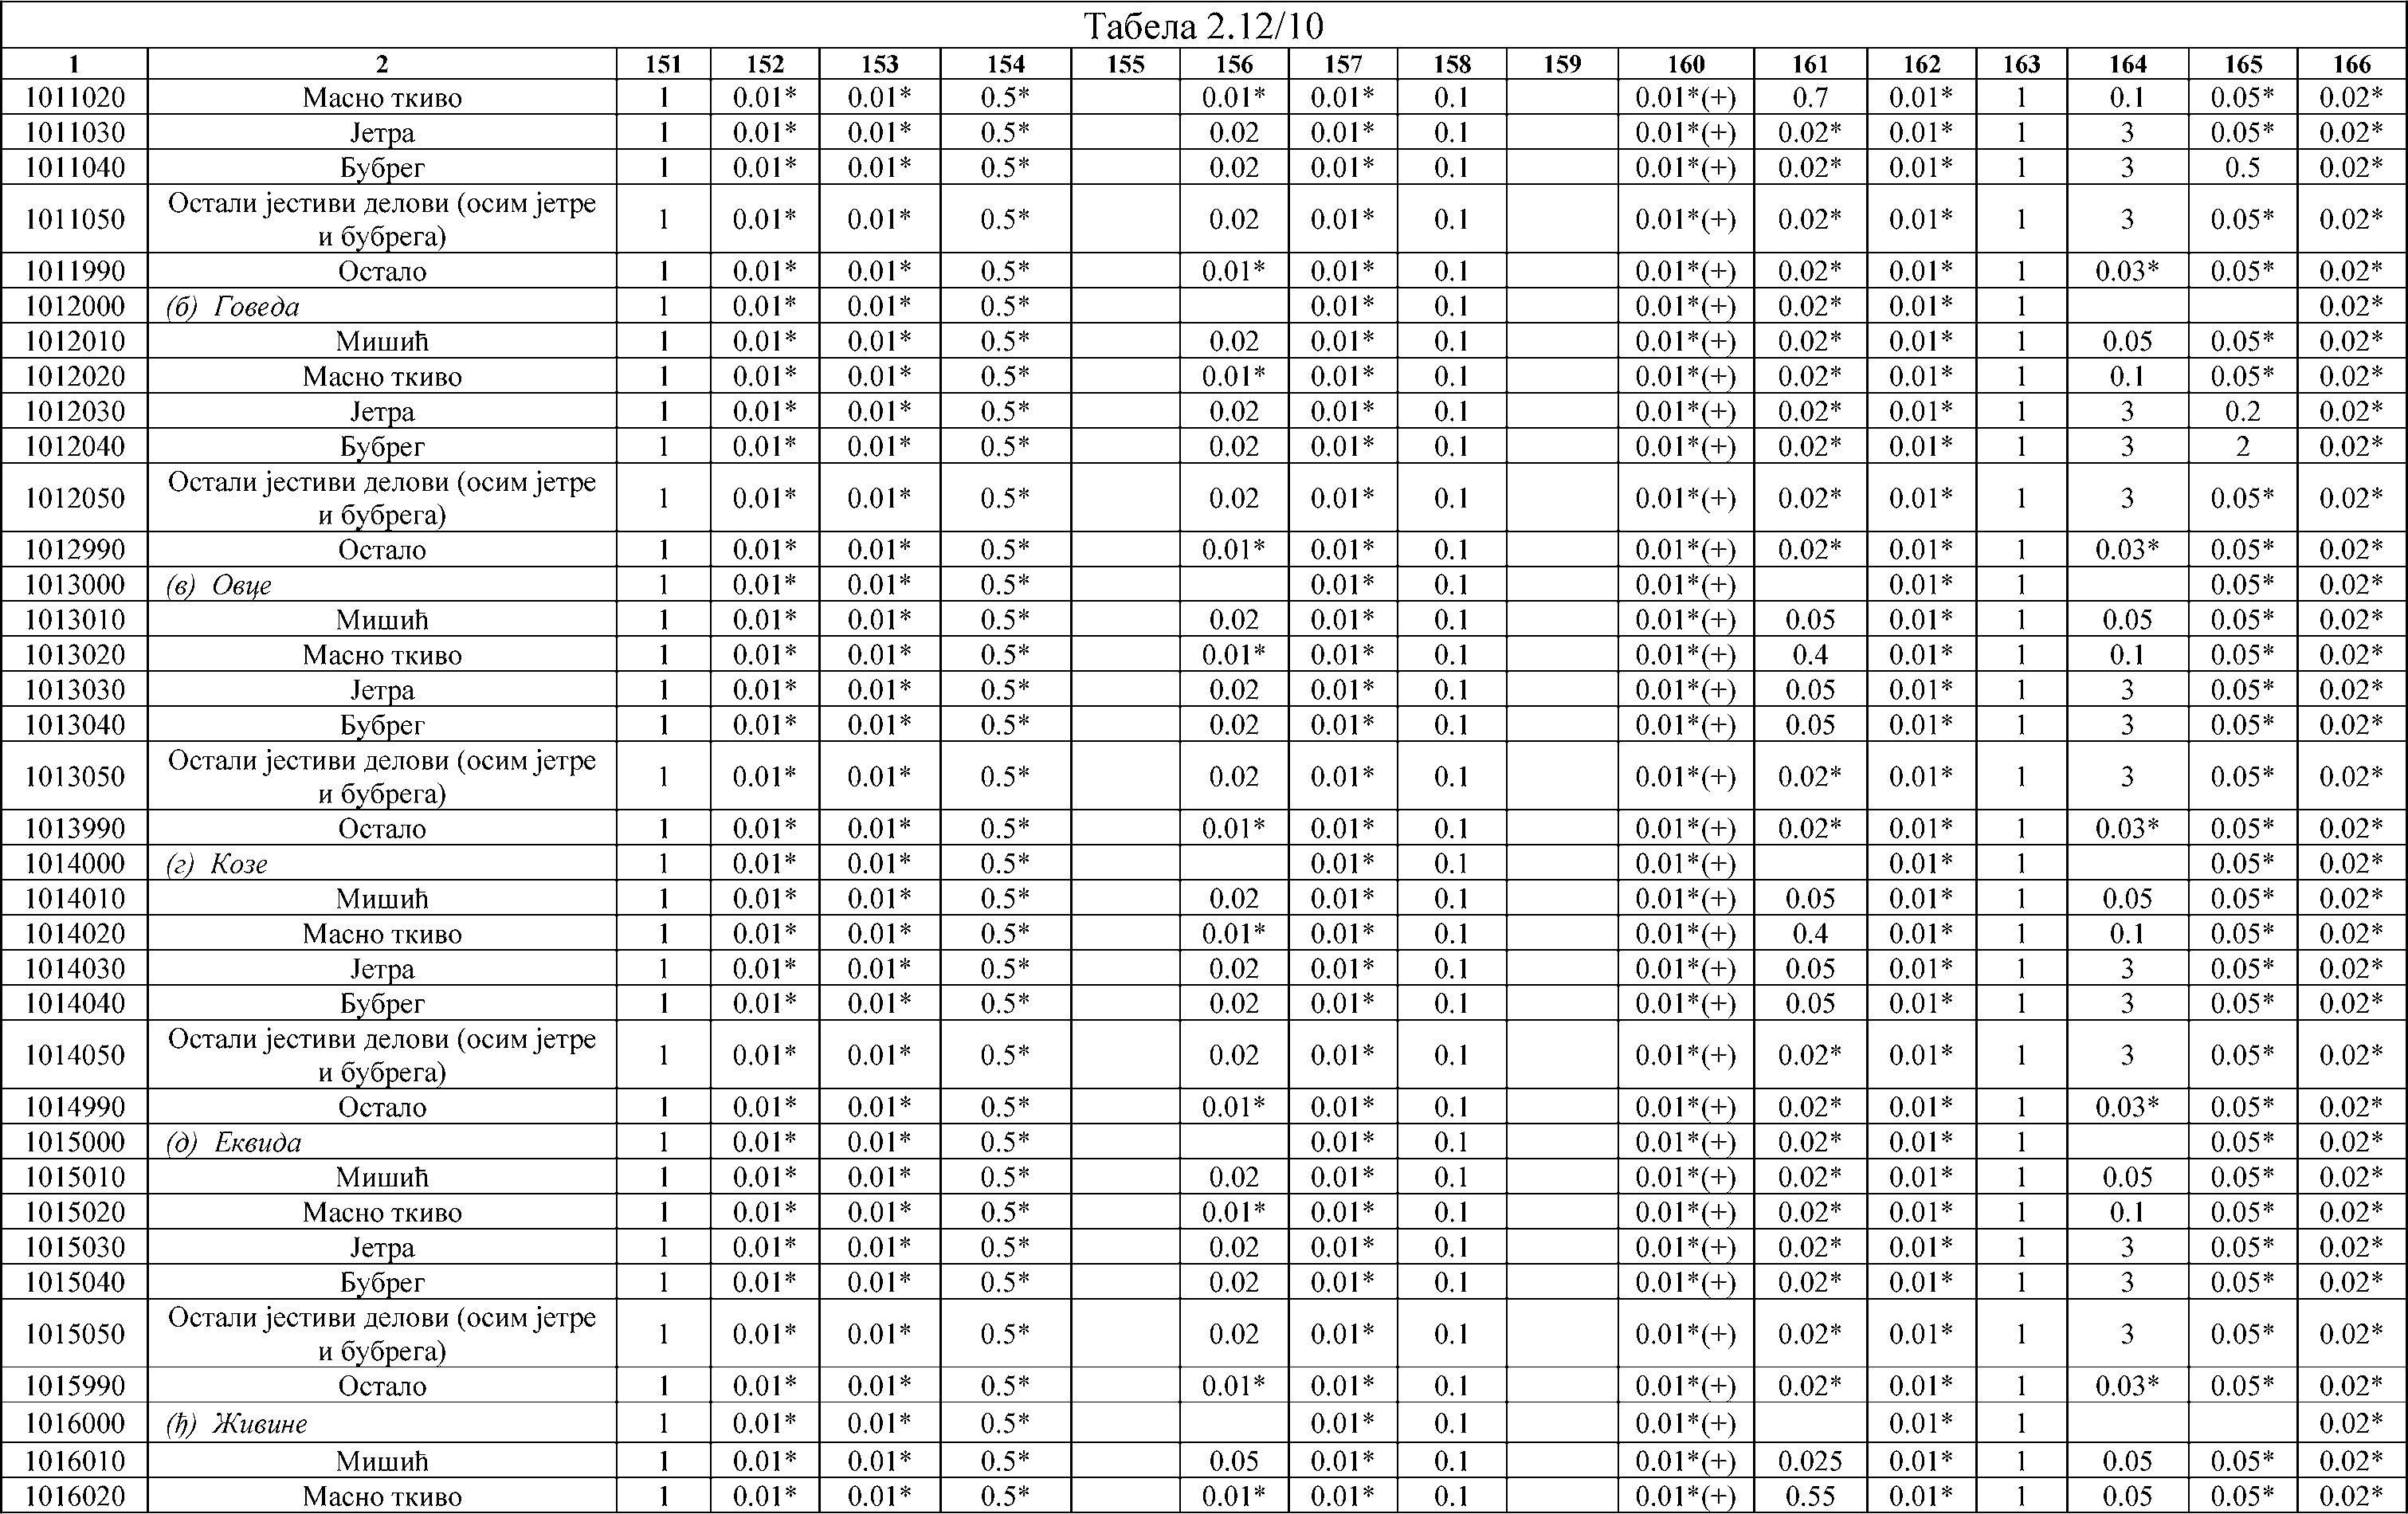 Табела 2.12/10
1 2 151 152 153 154 155 156 157 158 159 160 161 162 163 164 165 166
1011020 Масно ткиво 1 0.01* 0.01* 0.5* 0.01* 0.01* 0.1 0.01*(+) 0.7 0.01* 1 0.1 0.05* 0.02*
1011030 Јетра 1 0.01* 0.01* 0.5* 0.02 0.01* 0.1 0.01*(+) 0.02* 0.01* 1 3 0.05* 0.02*
1011040 Бубрег 1 0.01* 0.01* 0.5* 0.02 0.01* 0.1 0.01*(+) 0.02* 0.01* 1 3 0.5 0.02*
1011050 Остали јестиви делови (осим јетре
и бубрега) 1 0.01* 0.01* 0.5* 0.02 0.01* 0.1 0.01*(+) 0.02* 0.01* 1 3 0.05* 0.02*
1011990 Остало 1 0.01* 0.01* 0.5* 0.01* 0.01* 0.1 0.01*(+) 0.02* 0.01* 1 0.03* 0.05* 0.02*
1012000 (б) Говеда 1 0.01* 0.01* 0.5* 0.01* 0.1 0.01*(+) 0.02* 0.01* 1 0.02*
1012010 Мишић 1 0.01* 0.01* 0.5* 0.02 0.01* 0.1 0.01*(+) 0.02* 0.01* 1 0.05 0.05* 0.02*
1012020 Масно ткиво 1 0.01* 0.01* 0.5* 0.01* 0.01* 0.1 0.01*(+) 0.02* 0.01* 1 0.1 0.05* 0.02*
1012030 Јетра 1 0.01* 0.01* 0.5* 0.02 0.01* 0.1 0.01*(+) 0.02* 0.01* 1 3 0.2 0.02*
1012040 Бубрег 1 0.01* 0.01* 0.5* 0.02 0.01* 0.1 0.01*(+) 0.02* 0.01* 1 3 2 0.02*
1012050 Остали јестиви делови (осим јетре
и бубрега) 1 0.01* 0.01* 0.5* 0.02 0.01* 0.1 0.01*(+) 0.02* 0.01* 1 3 0.05* 0.02*
1012990 Остало 1 0.01* 0.01* 0.5* 0.01* 0.01* 0.1 0.01*(+) 0.02* 0.01* 1 0.03* 0.05* 0.02*
1013000 (в) Овце 1 0.01* 0.01* 0.5* 0.01* 0.1 0.01*(+) 0.01* 1 0.05* 0.02*
1013010 Мишић 1 0.01* 0.01* 0.5* 0.02 0.01* 0.1 0.01*(+) 0.05 0.01* 1 0.05 0.05* 0.02*
1013020 Масно ткиво 1 0.01* 0.01* 0.5* 0.01* 0.01* 0.1 0.01*(+) 0.4 0.01* 1 0.1 0.05* 0.02*
1013030 Јетра 1 0.01* 0.01* 0.5* 0.02 0.01* 0.1 0.01*(+) 0.05 0.01* 1 3 0.05* 0.02*
1013040 Бубрег 1 0.01* 0.01* 0.5* 0.02 0.01* 0.1 0.01*(+) 0.05 0.01* 1 3 0.05* 0.02*
1013050 Остали јестиви делови (осим јетре
и бубрега) 1 0.01* 0.01* 0.5* 0.02 0.01* 0.1 0.01*(+) 0.02* 0.01* 1 3 0.05* 0.02*
1013990 Остало 1 0.01* 0.01* 0.5* 0.01* 0.01* 0.1 0.01*(+) 0.02* 0.01* 1 0.03* 0.05* 0.02*
1014000 (г) Козе 1 0.01* 0.01* 0.5* 0.01* 0.1 0.01*(+) 0.01* 1 0.05* 0.02*
1014010 Мишић 1 0.01* 0.01* 0.5* 0.02 0.01* 0.1 0.01*(+) 0.05 0.01* 1 0.05 0.05* 0.02*
1014020 Масно ткиво 1 0.01* 0.01* 0.5* 0.01* 0.01* 0.1 0.01*(+) 0.4 0.01* 1 0.1 0.05* 0.02*
1014030 Јетра 1 0.01* 0.01* 0.5* 0.02 0.01* 0.1 0.01*(+) 0.05 0.01* 1 3 0.05* 0.02*
1014040 Бубрег 1 0.01* 0.01* 0.5* 0.02 0.01* 0.1 0.01*(+) 0.05 0.01* 1 3 0.05* 0.02*
1014050 Остали јестиви делови (осим јетре
и бубрега) 1 0.01* 0.01* 0.5* 0.02 0.01* 0.1 0.01*(+) 0.02* 0.01* 1 3 0.05* 0.02*
1014990 Остало 1 0.01* 0.01* 0.5* 0.01* 0.01* 0.1 0.01*(+) 0.02* 0.01* 1 0.03* 0.05* 0.02*
1015000 (д) Еквида 1 0.01* 0.01* 0.5* 0.01* 0.1 0.01*(+) 0.02* 0.01* 1 0.05* 0.02*
1015010 Мишић 1 0.01* 0.01* 0.5* 0.02 0.01* 0.1 0.01*(+) 0.02* 0.01* 1 0.05 0.05* 0.02*
1015020 Масно ткиво 1 0.01* 0.01* 0.5* 0.01* 0.01* 0.1 0.01*(+) 0.02* 0.01* 1 0.1 0.05* 0.02*
1015030 Јетра 1 0.01* 0.01* 0.5* 0.02 0.01* 0.1 0.01*(+) 0.02* 0.01* 1 3 0.05* 0.02*
1015040 Бубрег 1 0.01* 0.01* 0.5* 0.02 0.01* 0.1 0.01*(+) 0.02* 0.01* 1 3 0.05* 0.02*
1015050 Остали јестиви делови (осим јетре
и бубрега) 1 0.01* 0.01* 0.5* 0.02 0.01* 0.1 0.01*(+) 0.02* 0.01* 1 3 0.05* 0.02*
1015990 Остало 1 0.01* 0.01* 0.5* 0.01* 0.01* 0.1 0.01*(+) 0.02* 0.01* 1 0.03* 0.05* 0.02*
1016000 (ђ) Живине 1 0.01* 0.01* 0.5* 0.01* 0.1 0.01*(+) 0.01* 1 0.02*
1016010 Мишић 1 0.01* 0.01* 0.5* 0.05 0.01* 0.1 0.01*(+) 0.025 0.01* 1 0.05 0.05* 0.02*
1016020 Масно ткиво 1 0.01* 0.01* 0.5* 0.01* 0.01* 0.1 0.01*(+) 0.55 0.01* 1 0.05 0.05* 0.02*